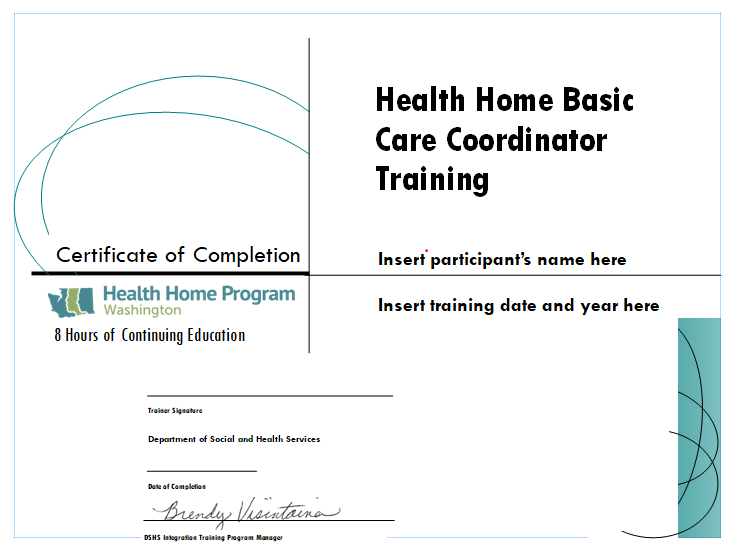 Health Home Basic
Care Coordinator
Training
Certificate of Completion
Insert participant's name here
Health Home Program
Washington
Insert training date and year here
8 Hours of Continuing Education
Trainer Signature
Department of Social and Health Services
Date of Completion
Brendy Visintainer
DSHS Integration Training Program Manager